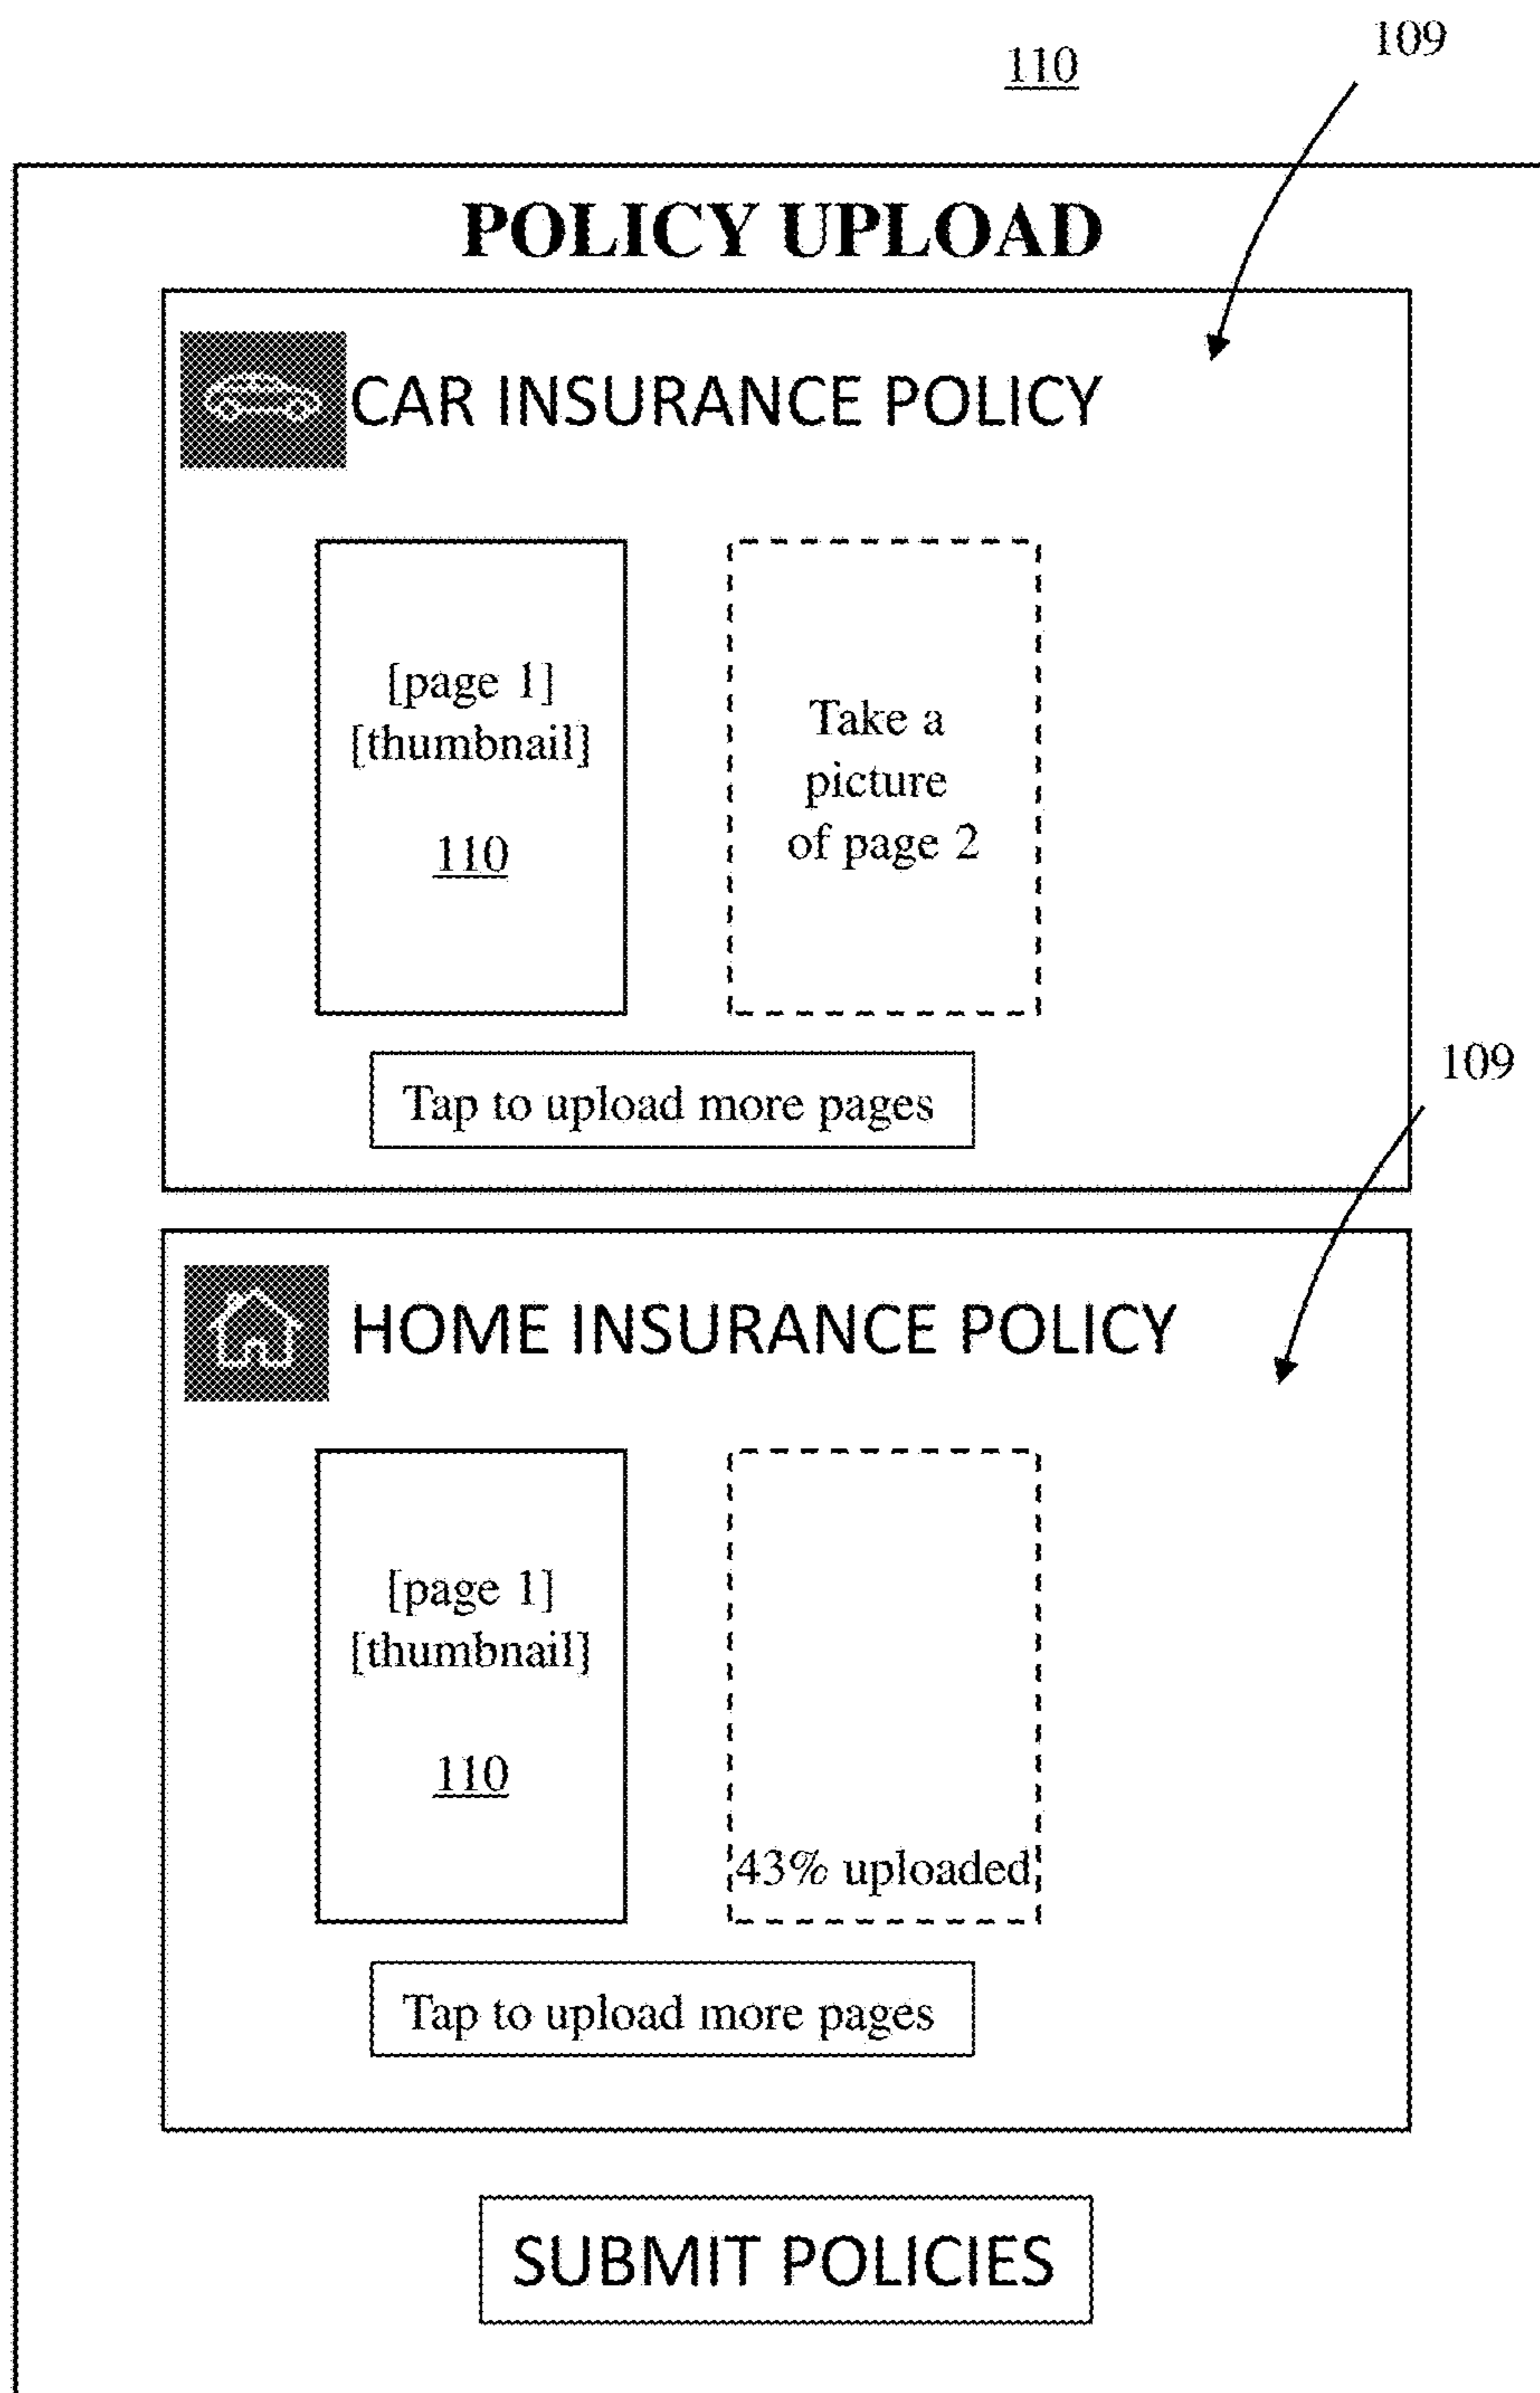 110
109
POLICY UPLOAD
CAR INSURANCE POLICY
[page 1]
[thumbnail]
110
Take a
picture
of page 2
Tap to upload more pages
109
HOME INSURANCE POLICY
[page 1]
[thumbnail]
110
43% uploaded
Tap to upload more pages
SUBMIT POLICIES